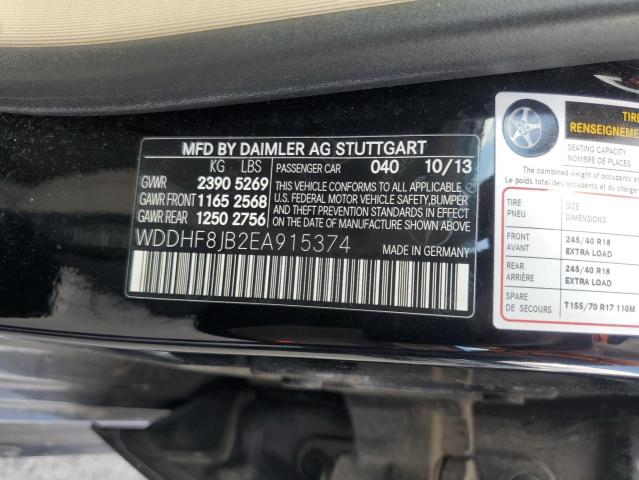 MFD BY DAIMLER AG STUTTGART
KG LBS
GVWR 2390 5269
GAWR FRONT 1165 2568
GAWR REAR 1250 2756
PASSENGER CAR 040 10/13
THIS VEHICLE CONFORMS TO ALL APPLICABLE
U.S. FEDERAL MOTOR VEHICLE SAFETY, BUMPER
AND THEFT PREVENTION STANDARDS IN EFFECT
ON THE DATE OF MANUFACTURE SHOWN ABOVE.
WDDHF8JB2EA915374
MADE IN GERMANY
TIRE
RENSEIGNEME
SEATING CAPACITY
NOMBRE DE PLACES
The combined weight of occupants a
Le poids total des occupants et
TIRE
PNEU
SIZE
DIMENSIONS
FRONT
AVANT
245/40 R18
EXTRA LOAD
REAR
ARRIÈRE
245/40 R18
EXTRA LOAD
SPARE
DE SECOURS
T155/70 R17 110M